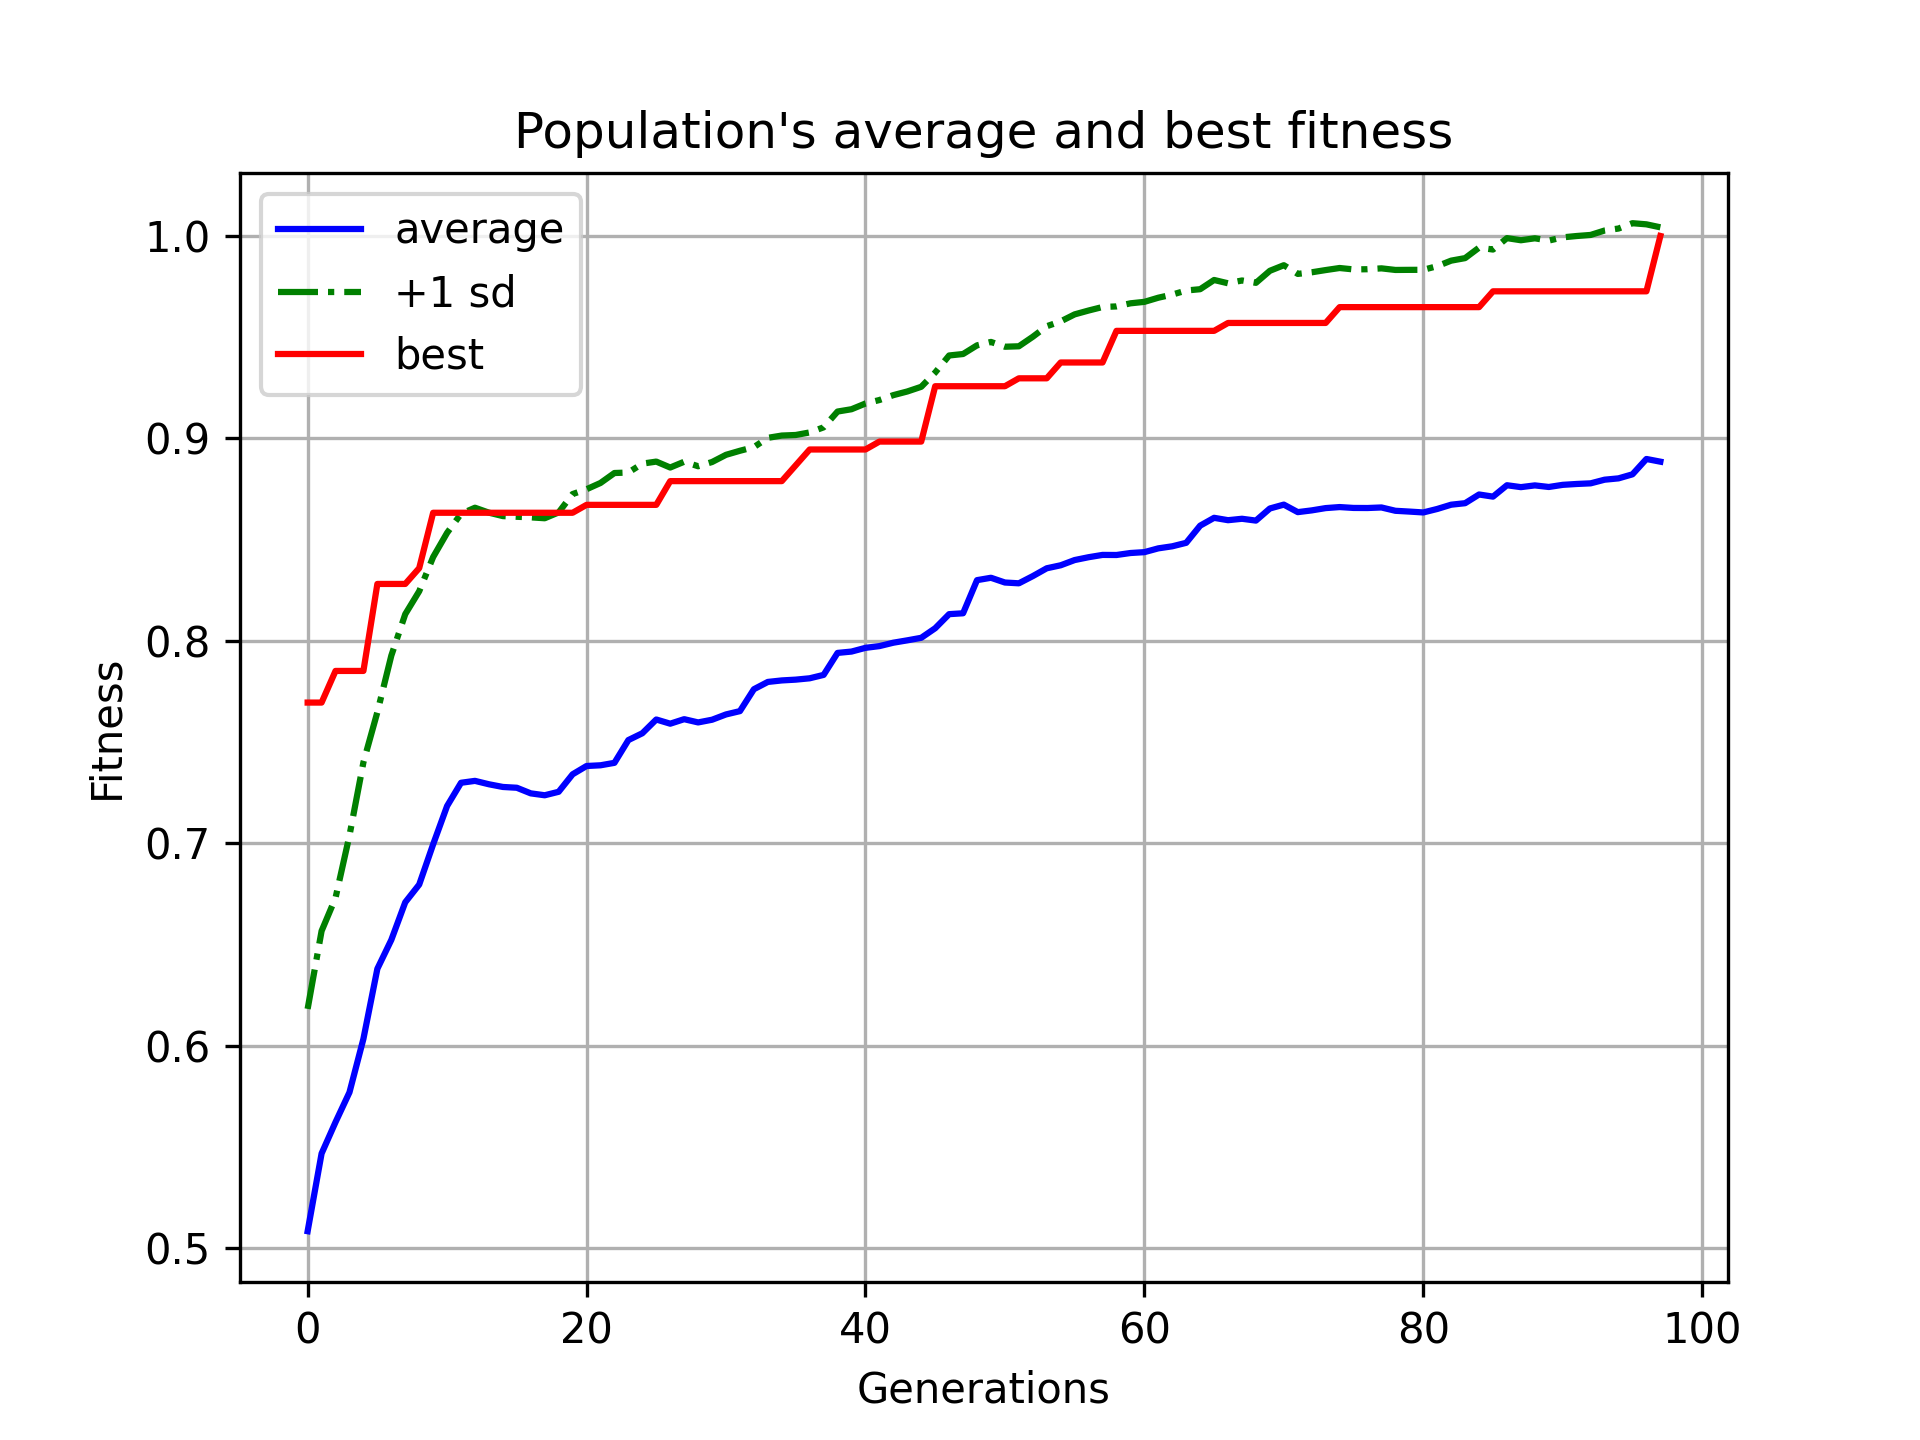 Population's average and best fitness
average
+1 sd
best
1.0
0.9
0.8
0.7
0.6
0.5
Fitness
0 20 40 60 80 100
Generations